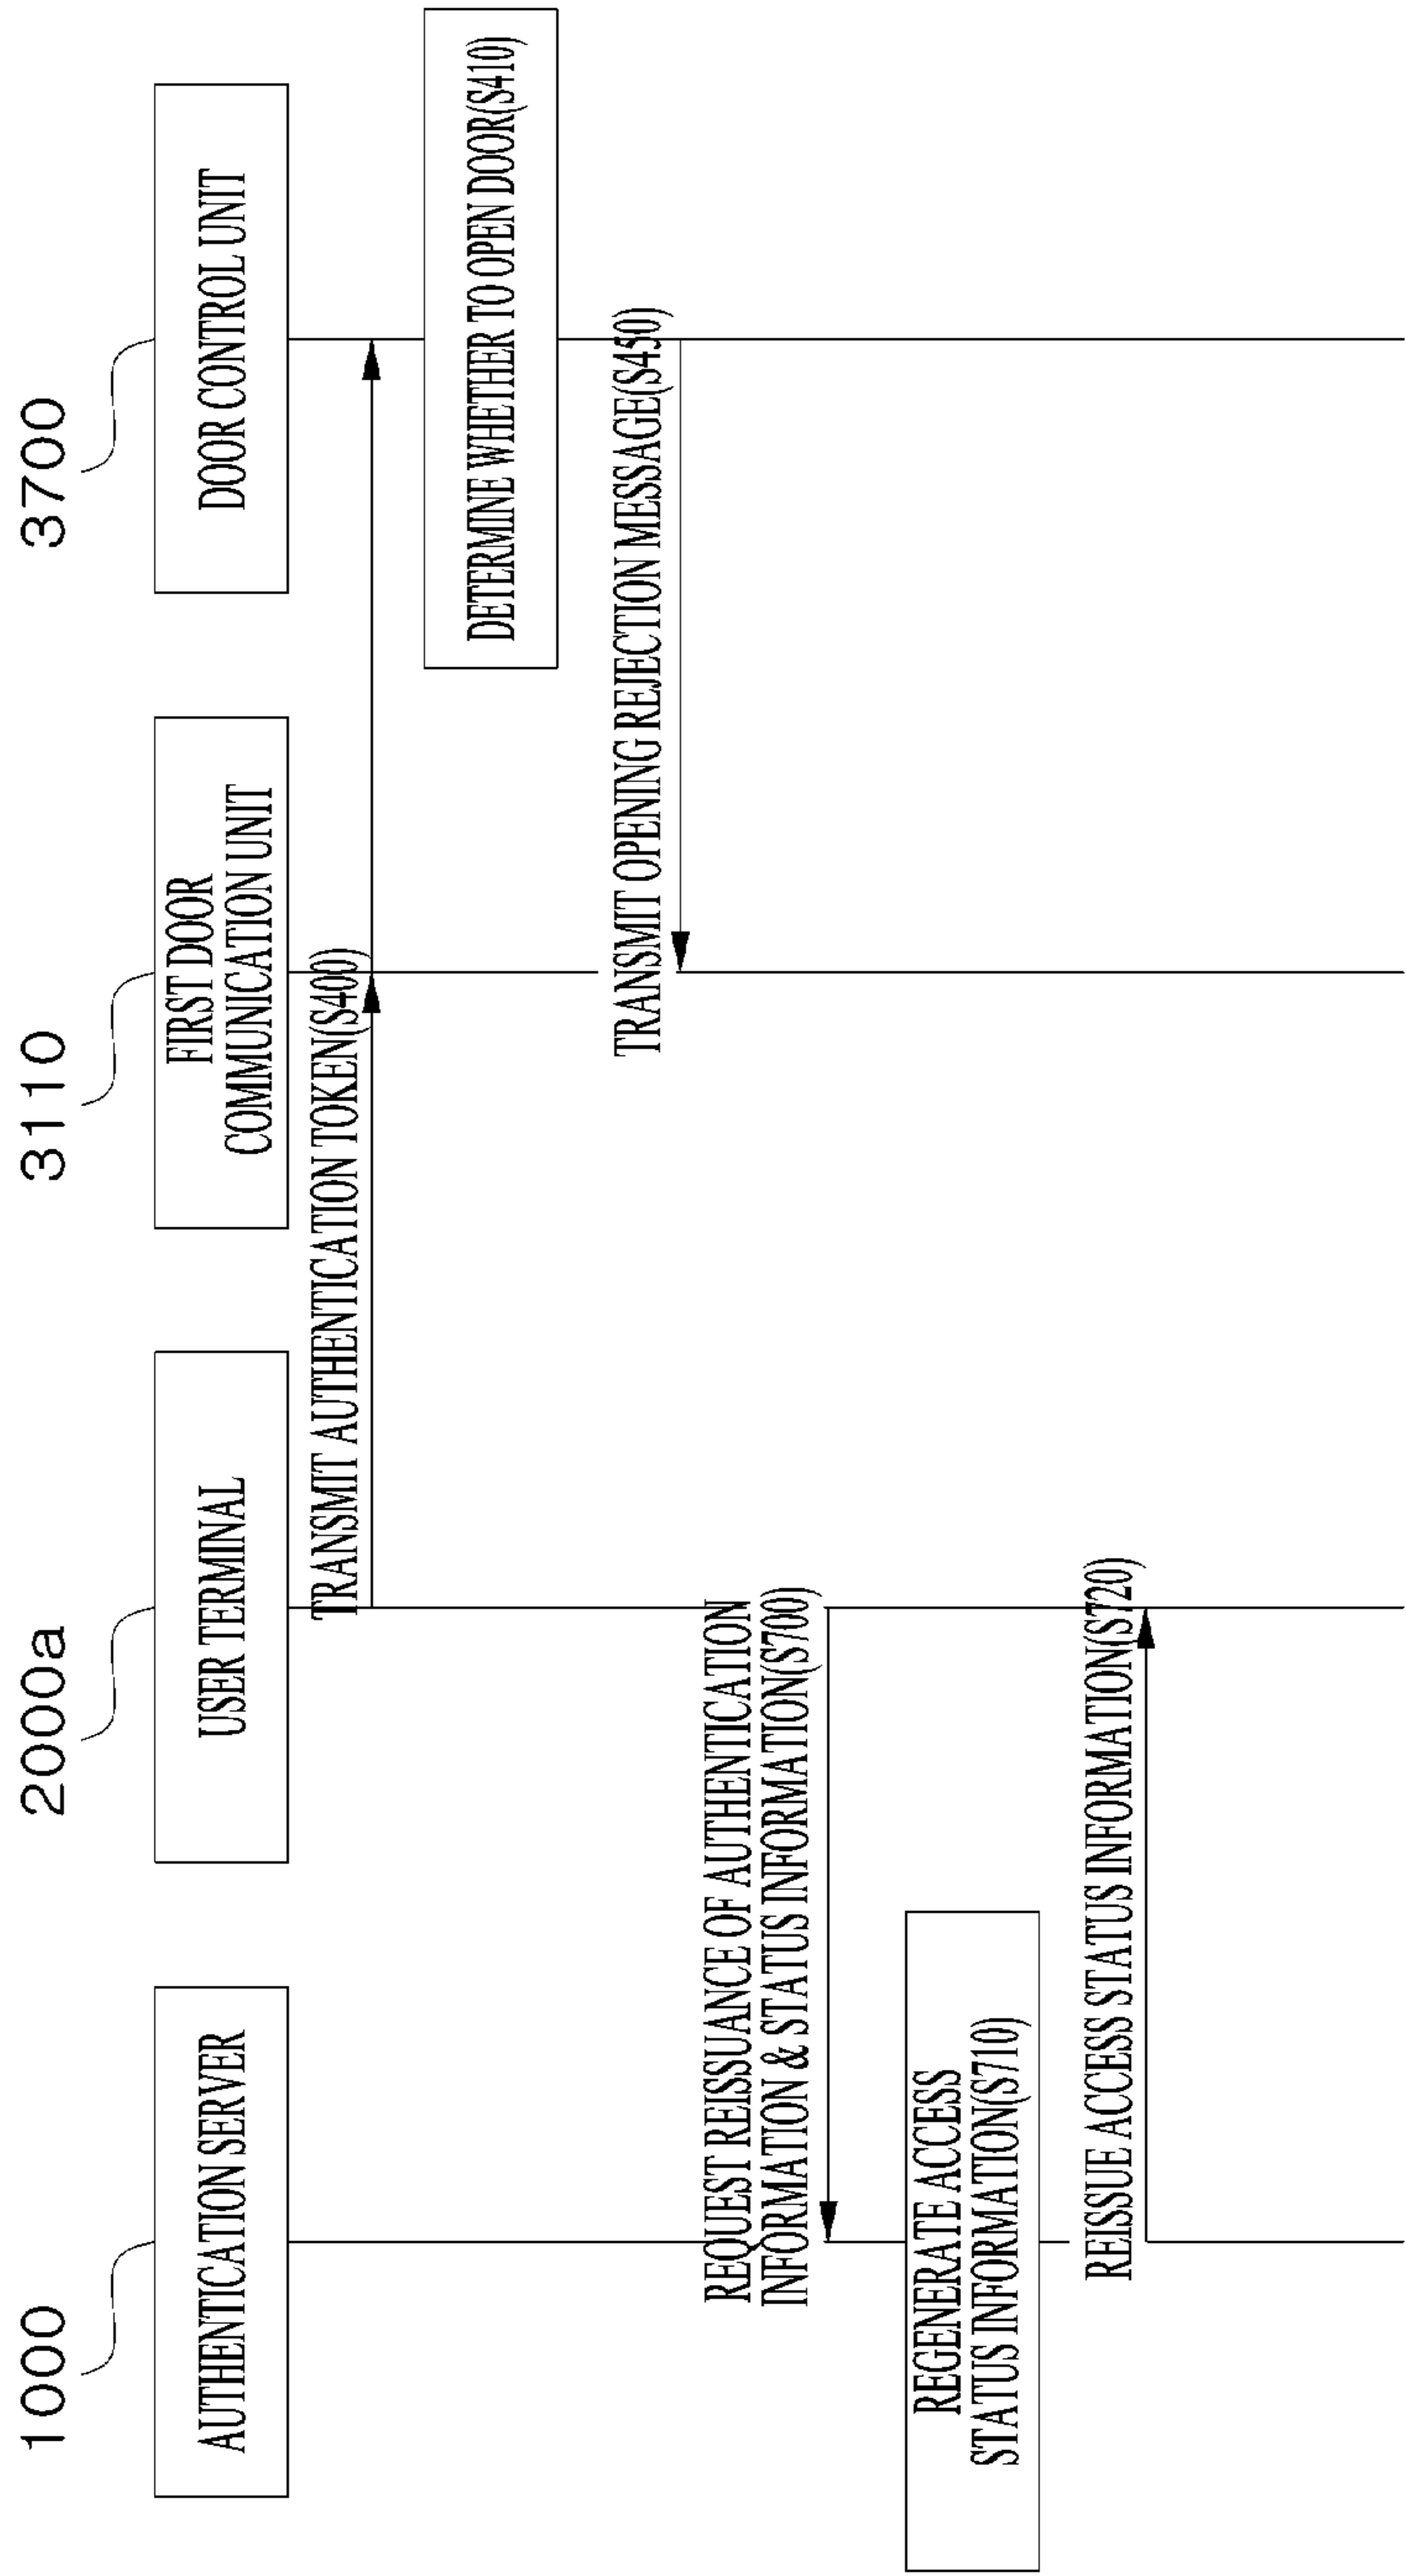 1000
2000a
3110
3700
AUTHENTICATION SERVER
USER TERMINAL
FIRST DOOR
COMMUNICATION UNIT
DOOR CONTROL UNIT
TRANSMIT AUTHENTICATION TOKEN(S400)
DETERMINE WHETHER TO OPEN DOOR(S410)
TRANSMIT OPENING REJECTION MESSAGE(S450)
REQUEST REISSUANCE OF AUTHENTICATION
INFORMATION & STATUS INFORMATION(S700)
REGENERATE ACCESS
STATUS INFORMATION(S710)
REISSUE ACCESS STATUS INFORMATION(S720)